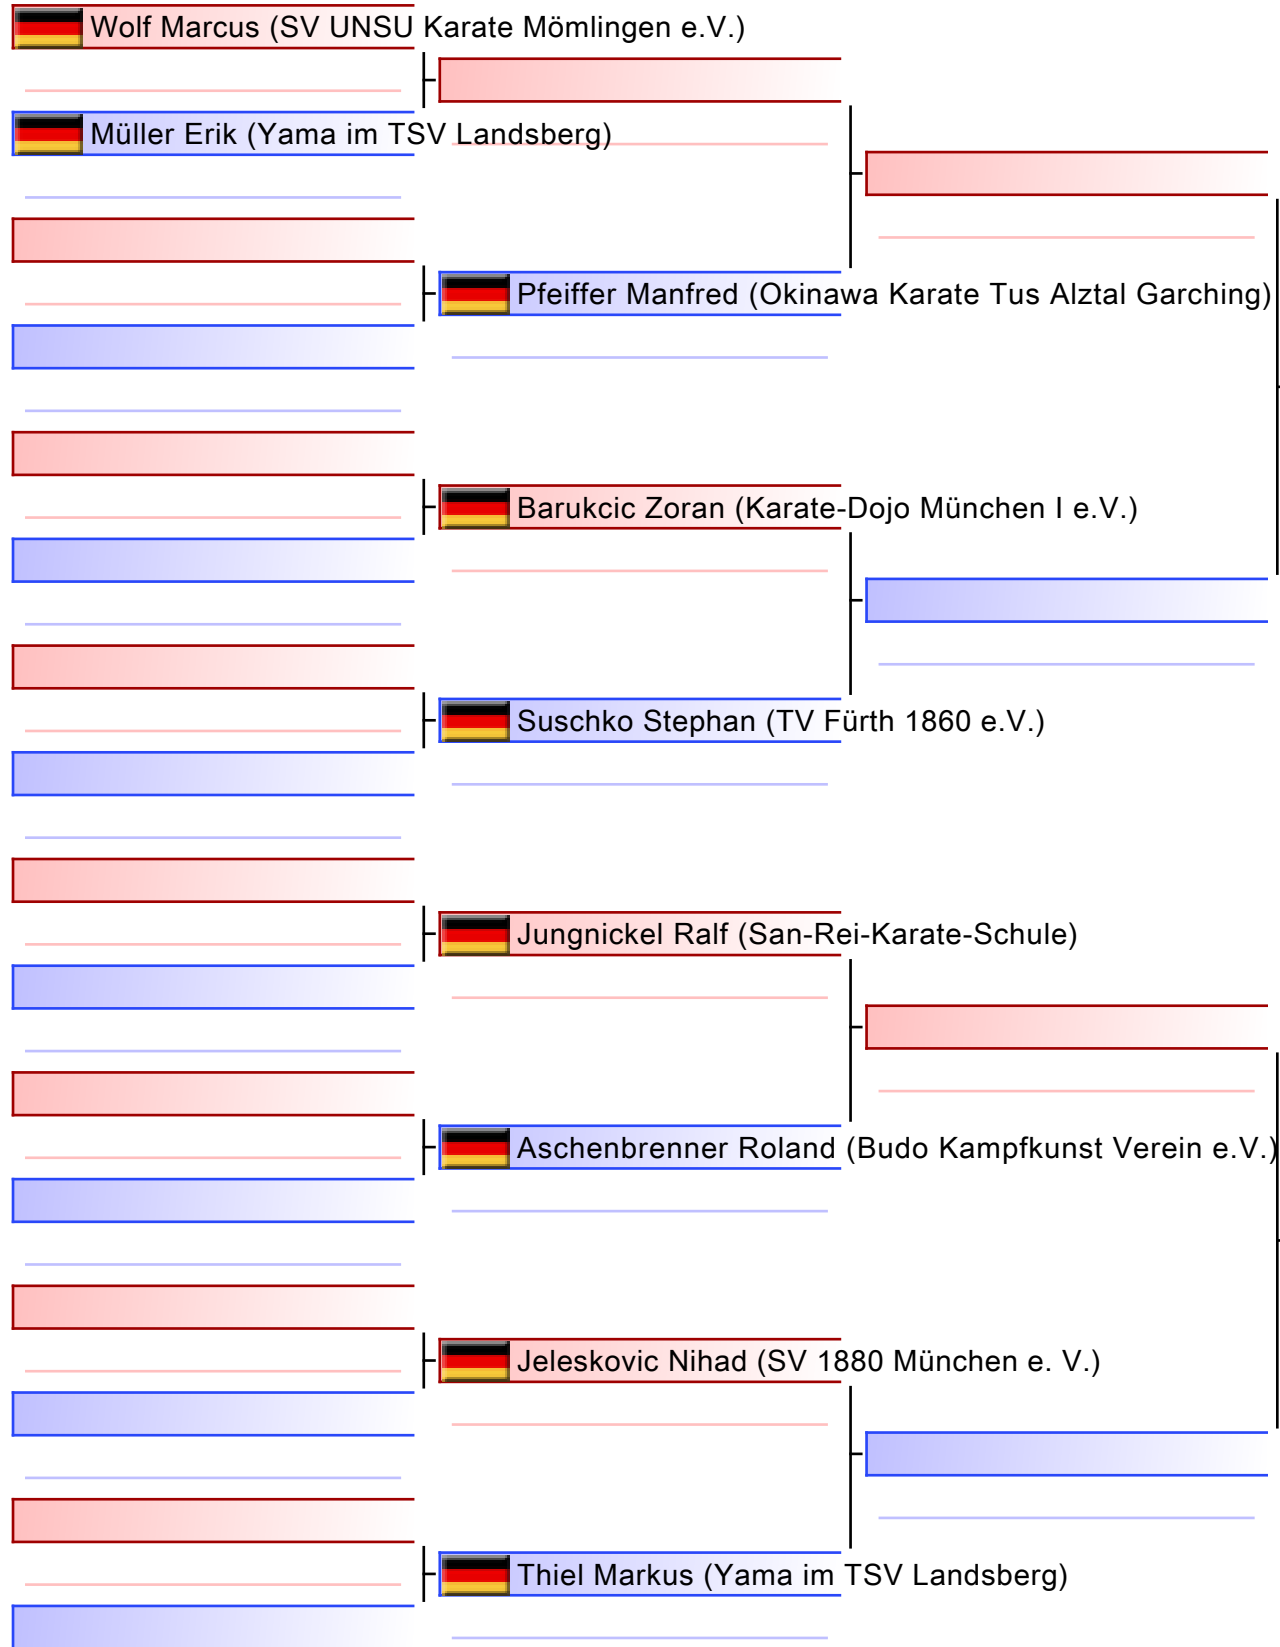 Wolf Marcus (SV UNSU Karate Mömlingen e.V.)
Müller Erik (Yama im TSV Landsberg)
Pfeiffer Manfred (Okinawa Karate Tus Alztal Garching)
Barukcic Zoran (Karate-Dojo München I e.V.)
Suschko Stephan (TV Fürth 1860 e.V.)
Jungnickel Ralf (San-Rei-Karate-Schule)
Aschenbrenner Roland (Budo Kampfkunst Verein e.V.)
Jeleskovic Nihad (SV 1880 München e. V.)
Thiel Markus (Yama im TSV Landsberg)